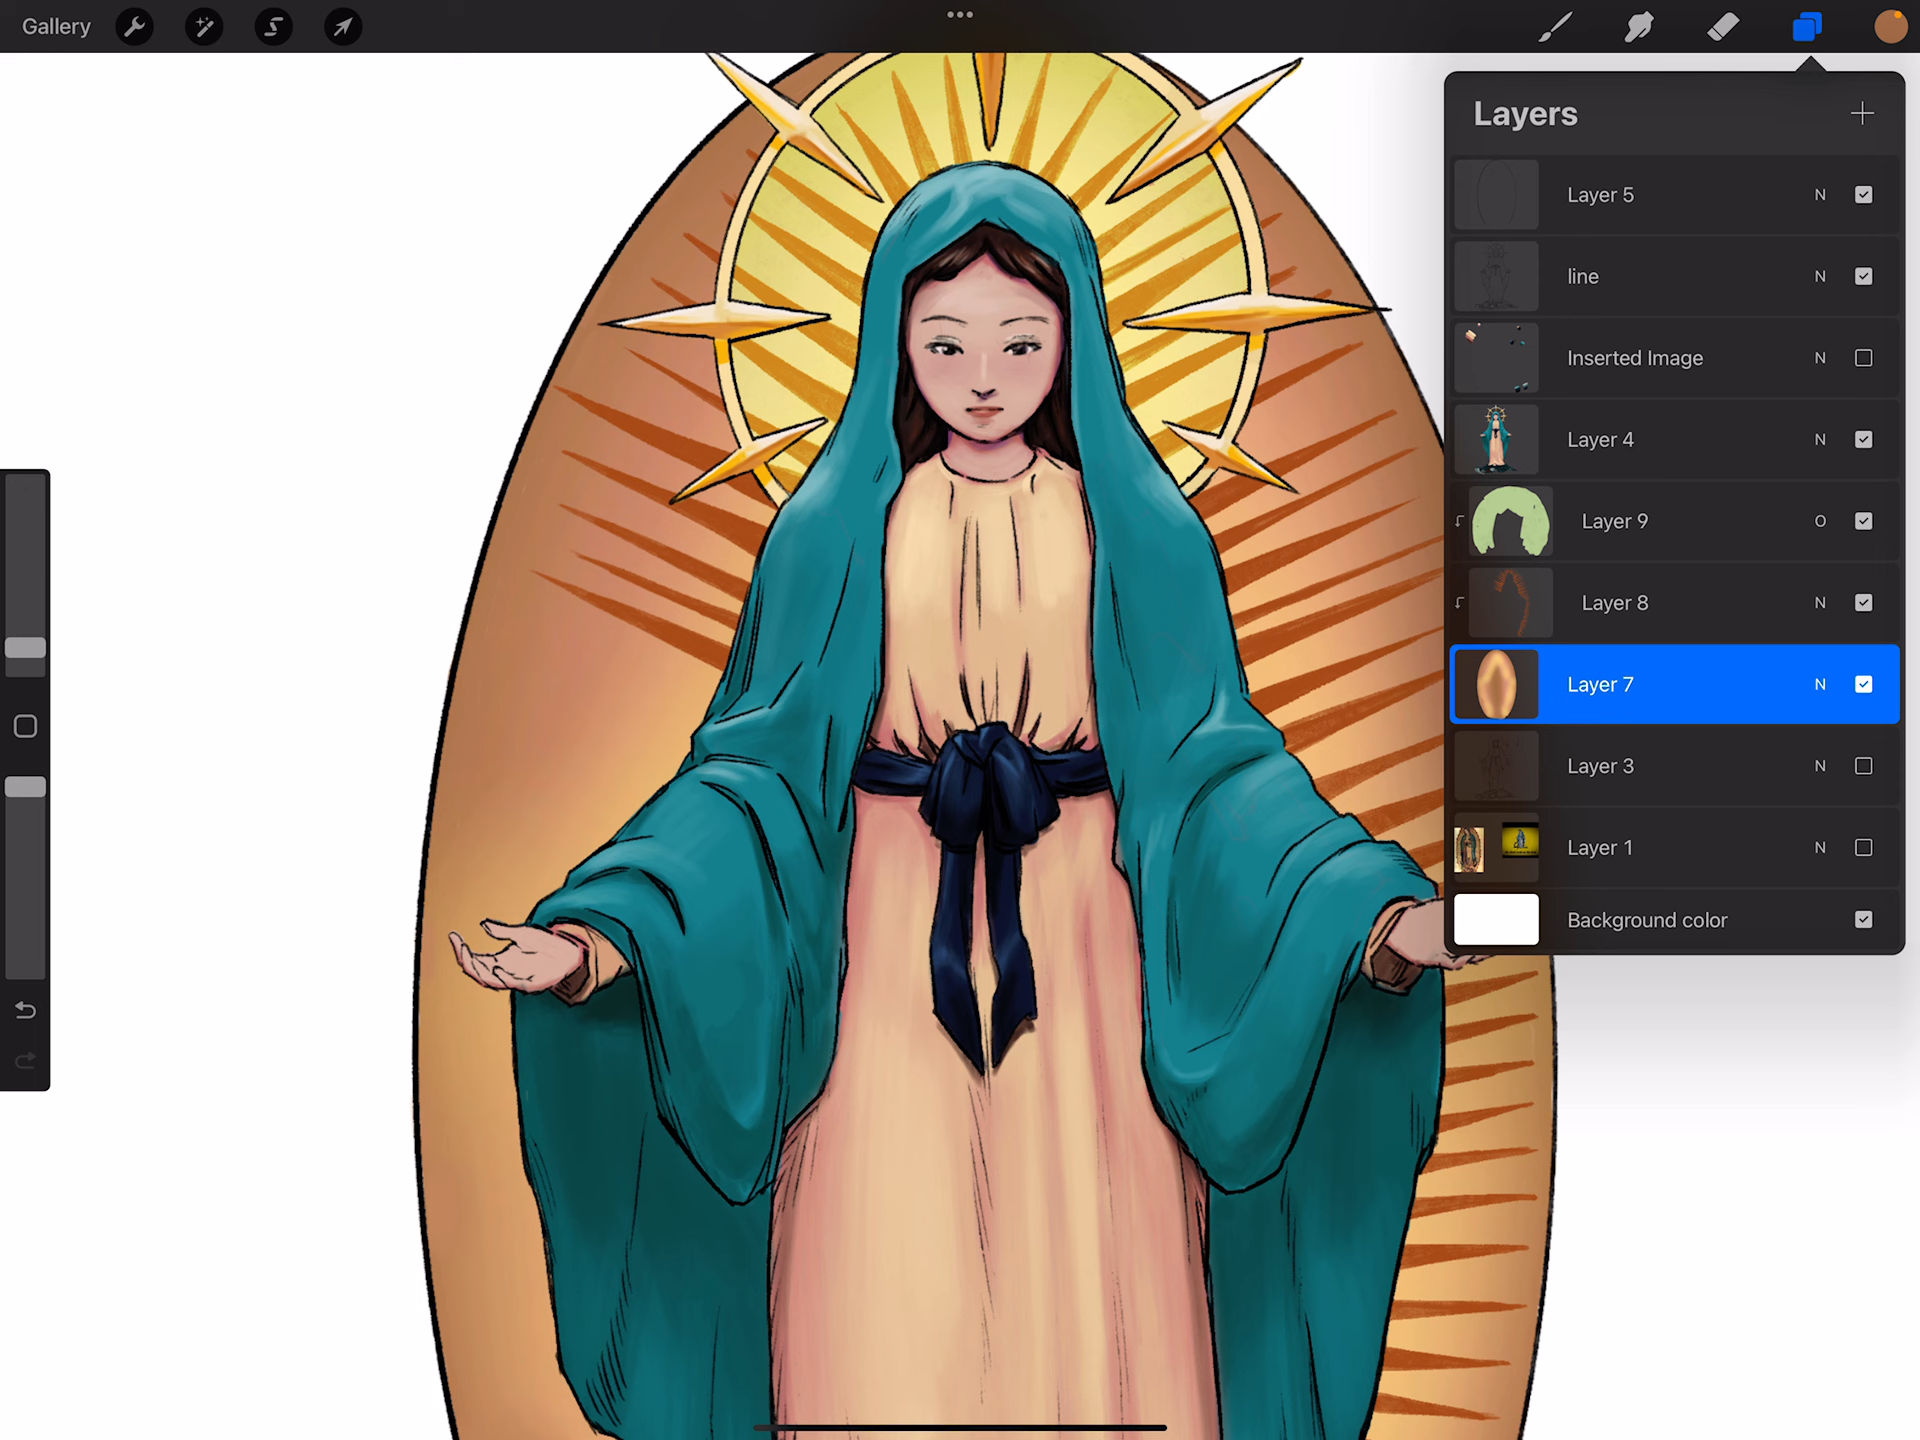 Gallery
Layers
Layer 5 N
line N
Inserted Image N
Layer 4 N
Layer 9 O
Layer 8 N
Layer 7 N
Layer 3 N
Layer 1 N
Background color